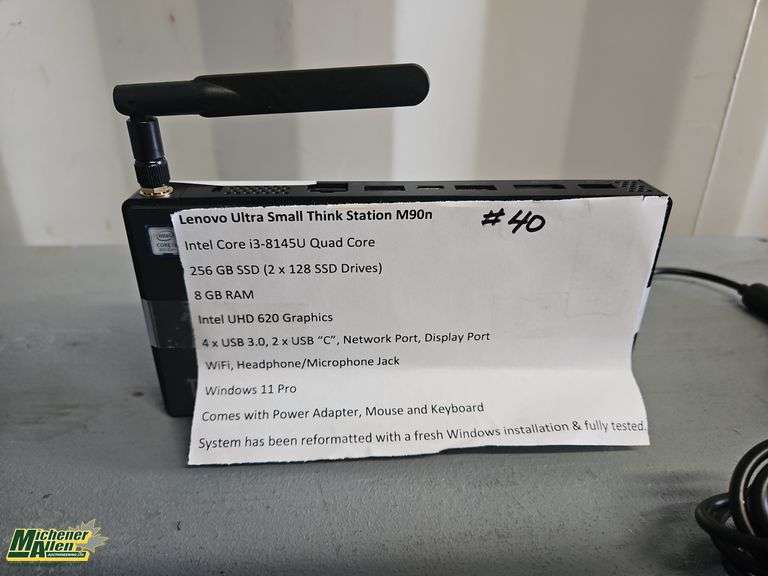 Lenovo Ultra Small Think Station M90n
#40
Intel Core i3-8145U Quad Core
256 GB SSD (2 x 128 SSD Drives)
8 GB RAM
Intel UHD 620 Graphics
4 x USB 3.0, 2 x USB “C”, Network Port, Display Port
WiFi, Headphone/Microphone Jack
Windows 11 Pro
Comes with Power Adapter, Mouse and Keyboard
System has been reformatted with a fresh Windows installation & fully tested.
Michener
Allen
AUCTIONEERING LTD